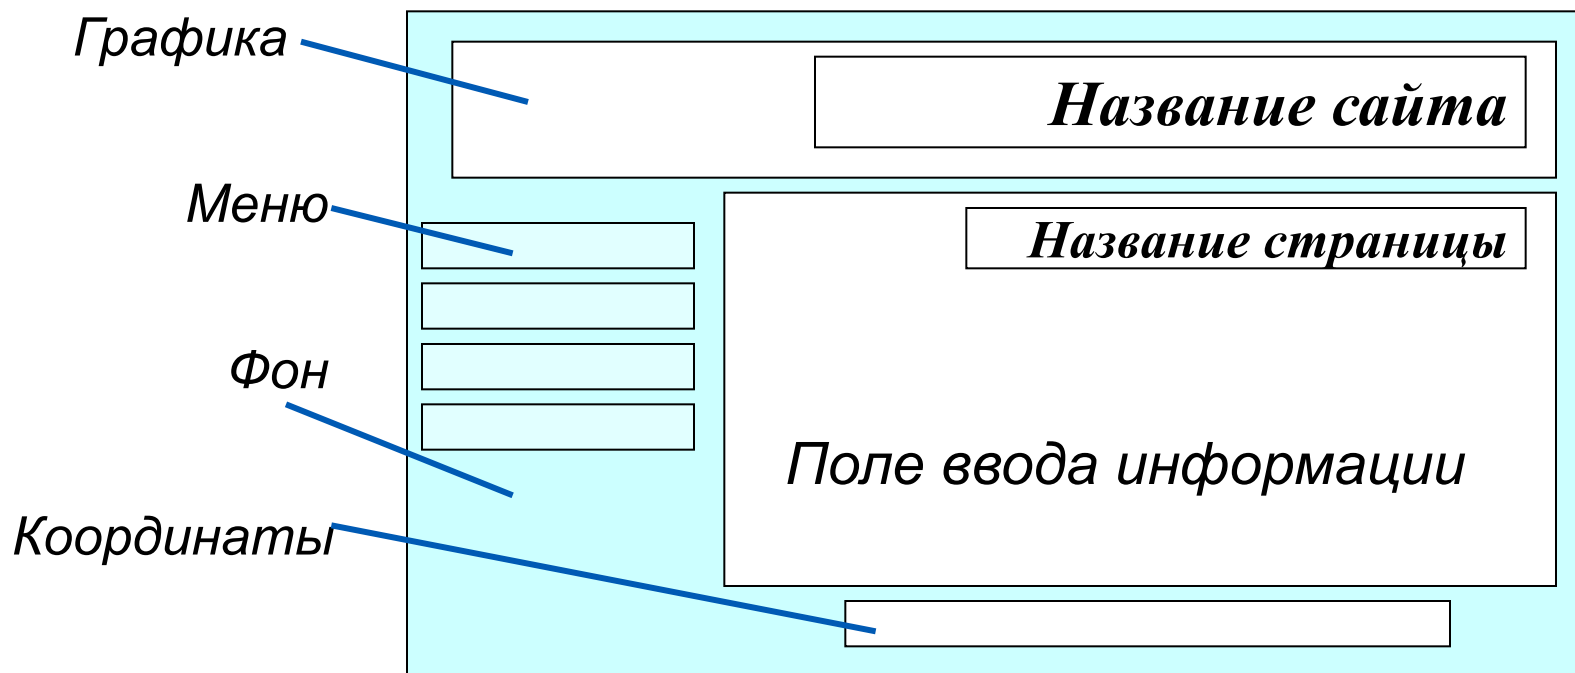 Графика
Название сайта
Меню
Название страницы
Фон
Поле ввода информации
Координаты